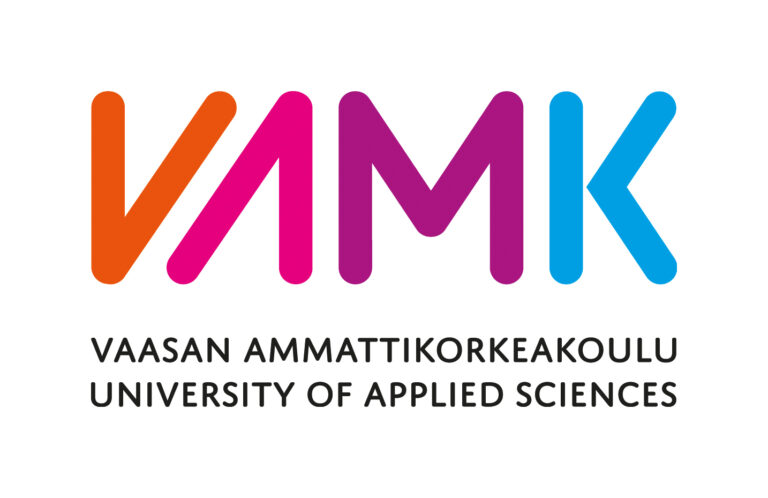 VAMK
VAASAN AMMATTIKORKEAKOULU
UNIVERSITY OF APPLIED SCIENCES